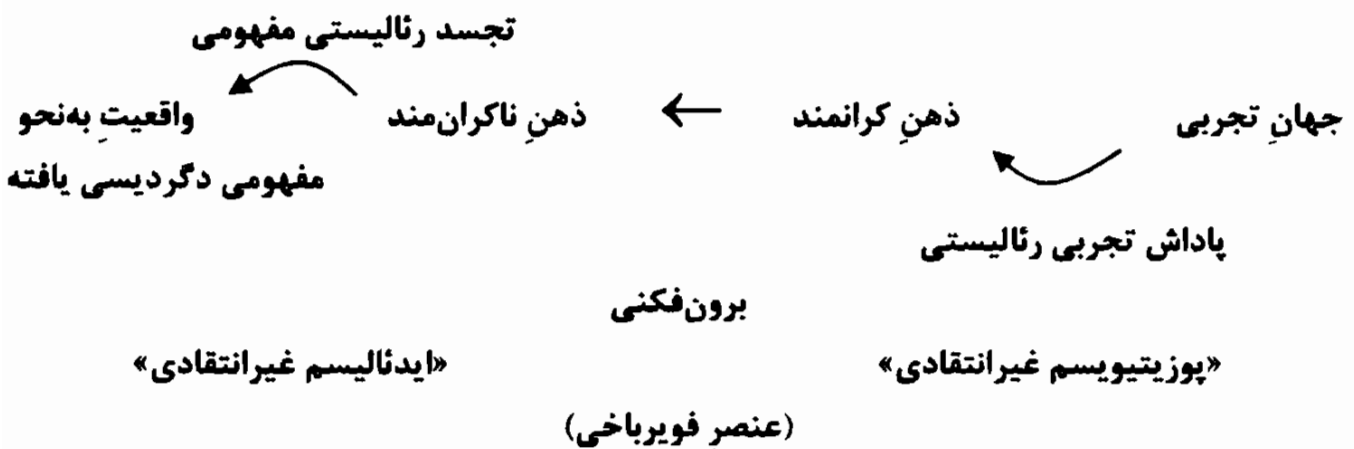 تجسد رئالیستی مفهومی
جهانِ تجربی ذهنِ کرانمند ← ذهنِ ناکران‌مند واقعیتِ به‌نحو
مفهومی دگردیسی یافته
پاداش تجربی رئالیستی
برون‌فکنی
«پوزیتیویسم غیرانتقادی» «ایدئالیسم غیرانتقادی»
(عنصر فویرباخی)